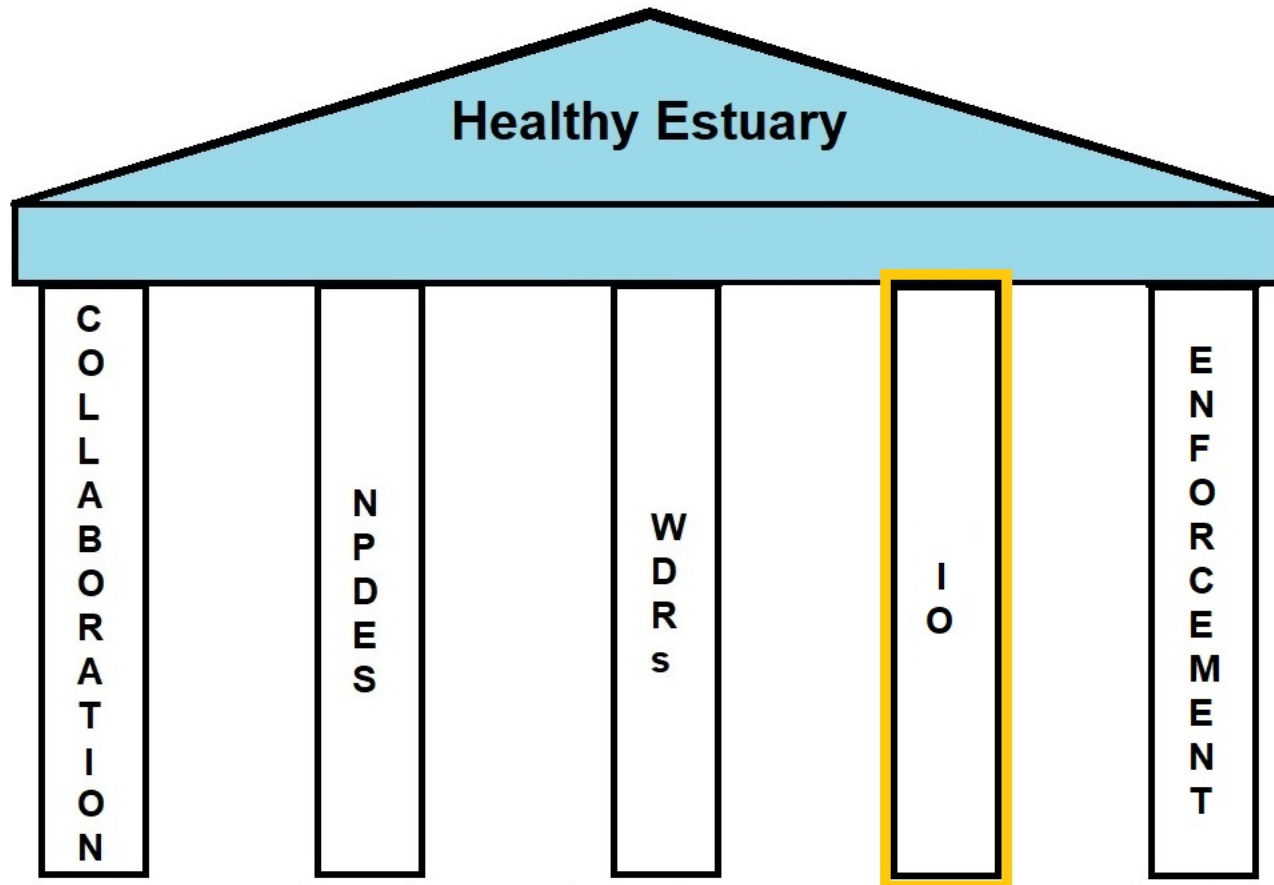 Healthy Estuary
COLLABORATION
NPDES
WDRs
IO
ENFORCEMENT